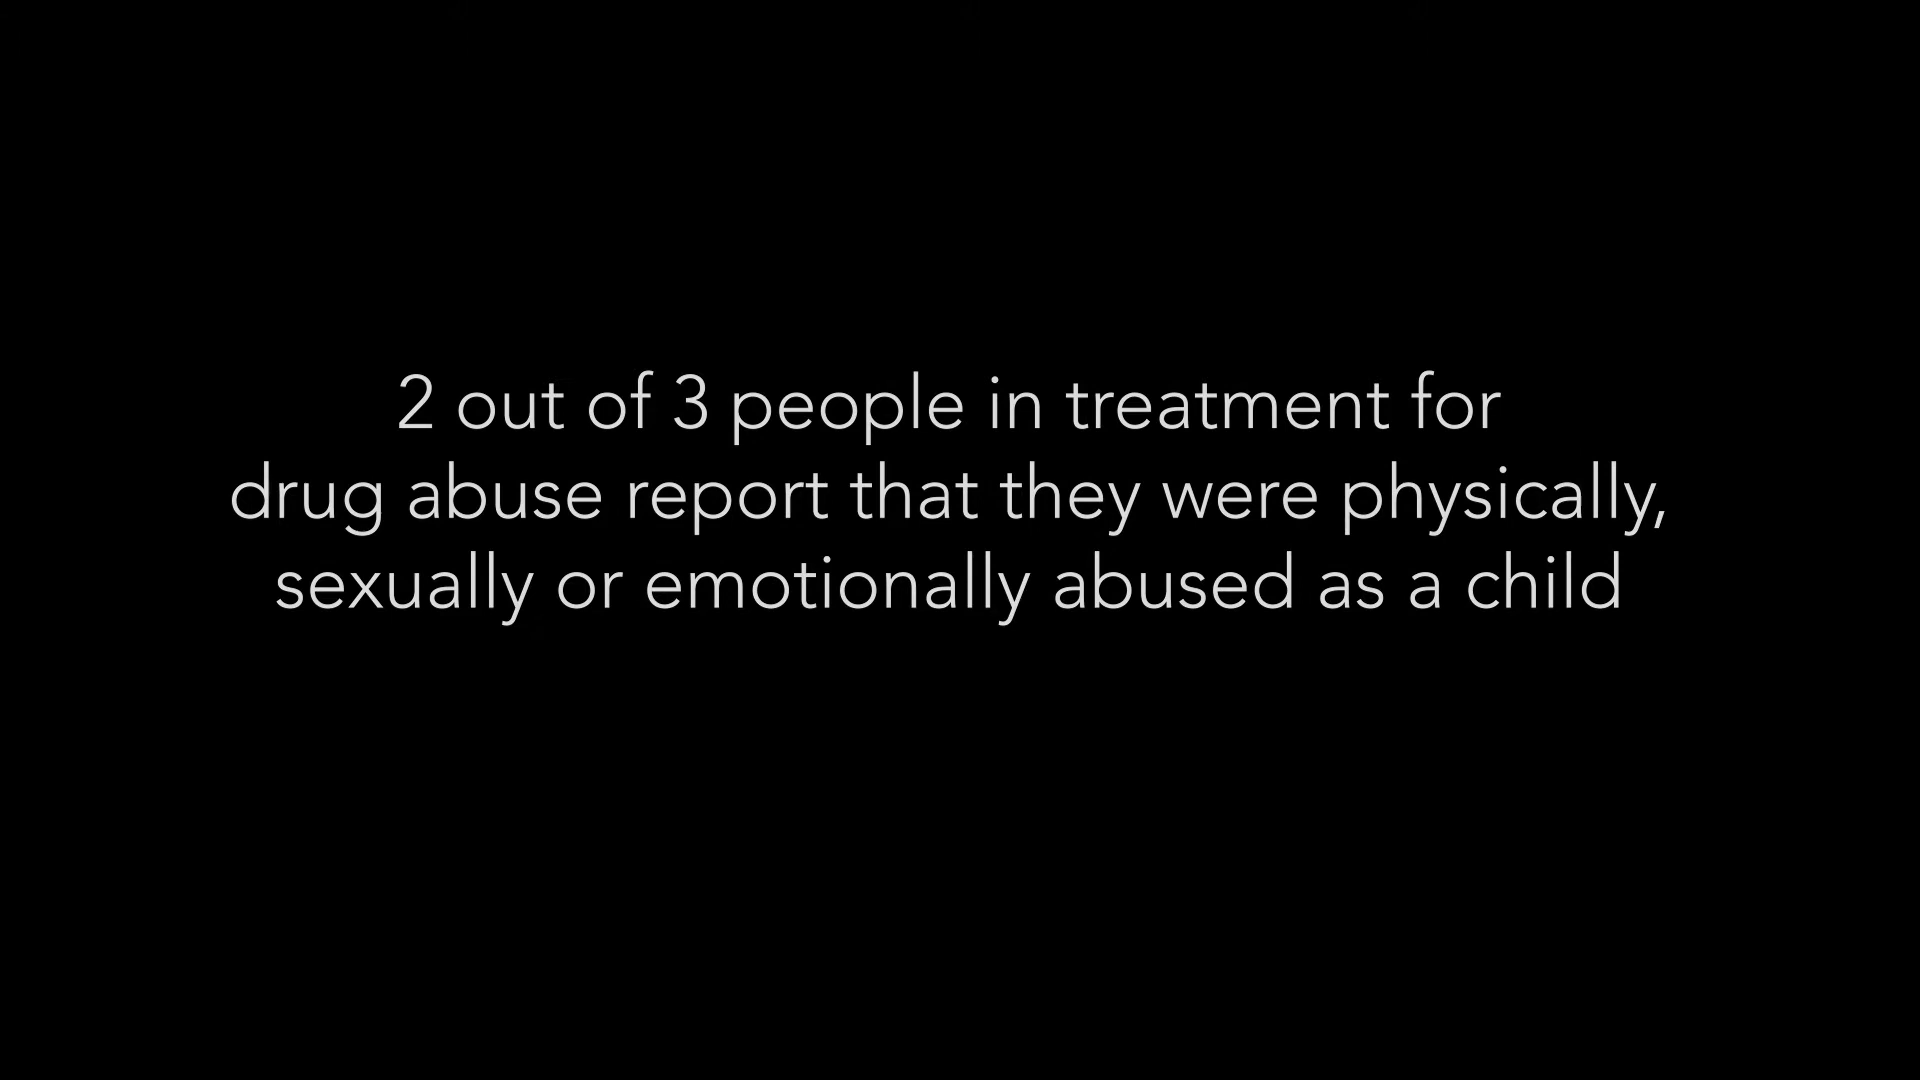 2 out of 3 people in treatment for
drug abuse report that they were physically,
sexually or emotionally abused as a child